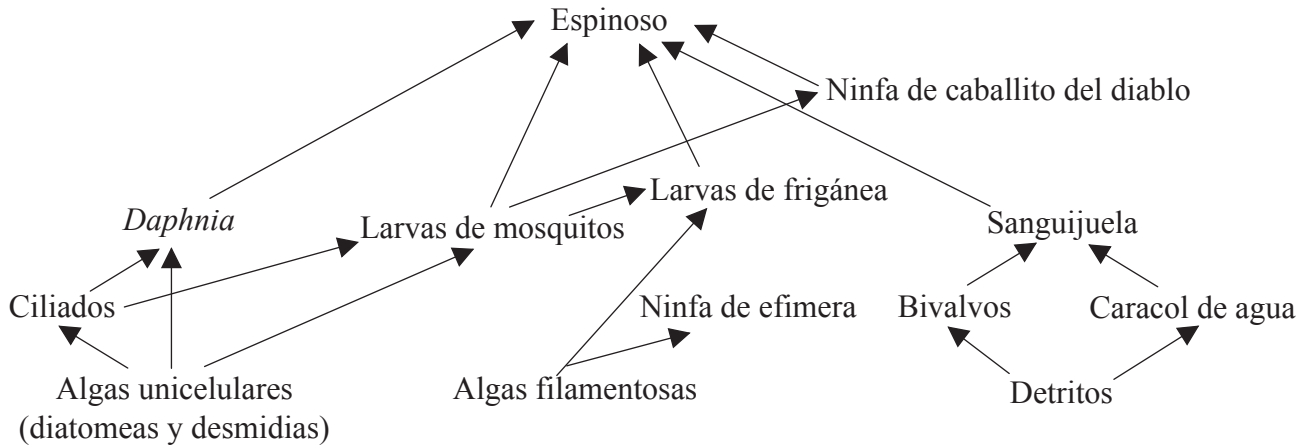 Espinoso
Ninfa de caballito del diablo
Larvas de frigánea
Daphnia
Larvas de mosquitos
Sanguijuela
Ciliados
Ninfa de efimera
Bivalvos
Caracol de agua
Algas unicelulares
(diatomeas y desmidias)
Algas filamentosas
Detritos